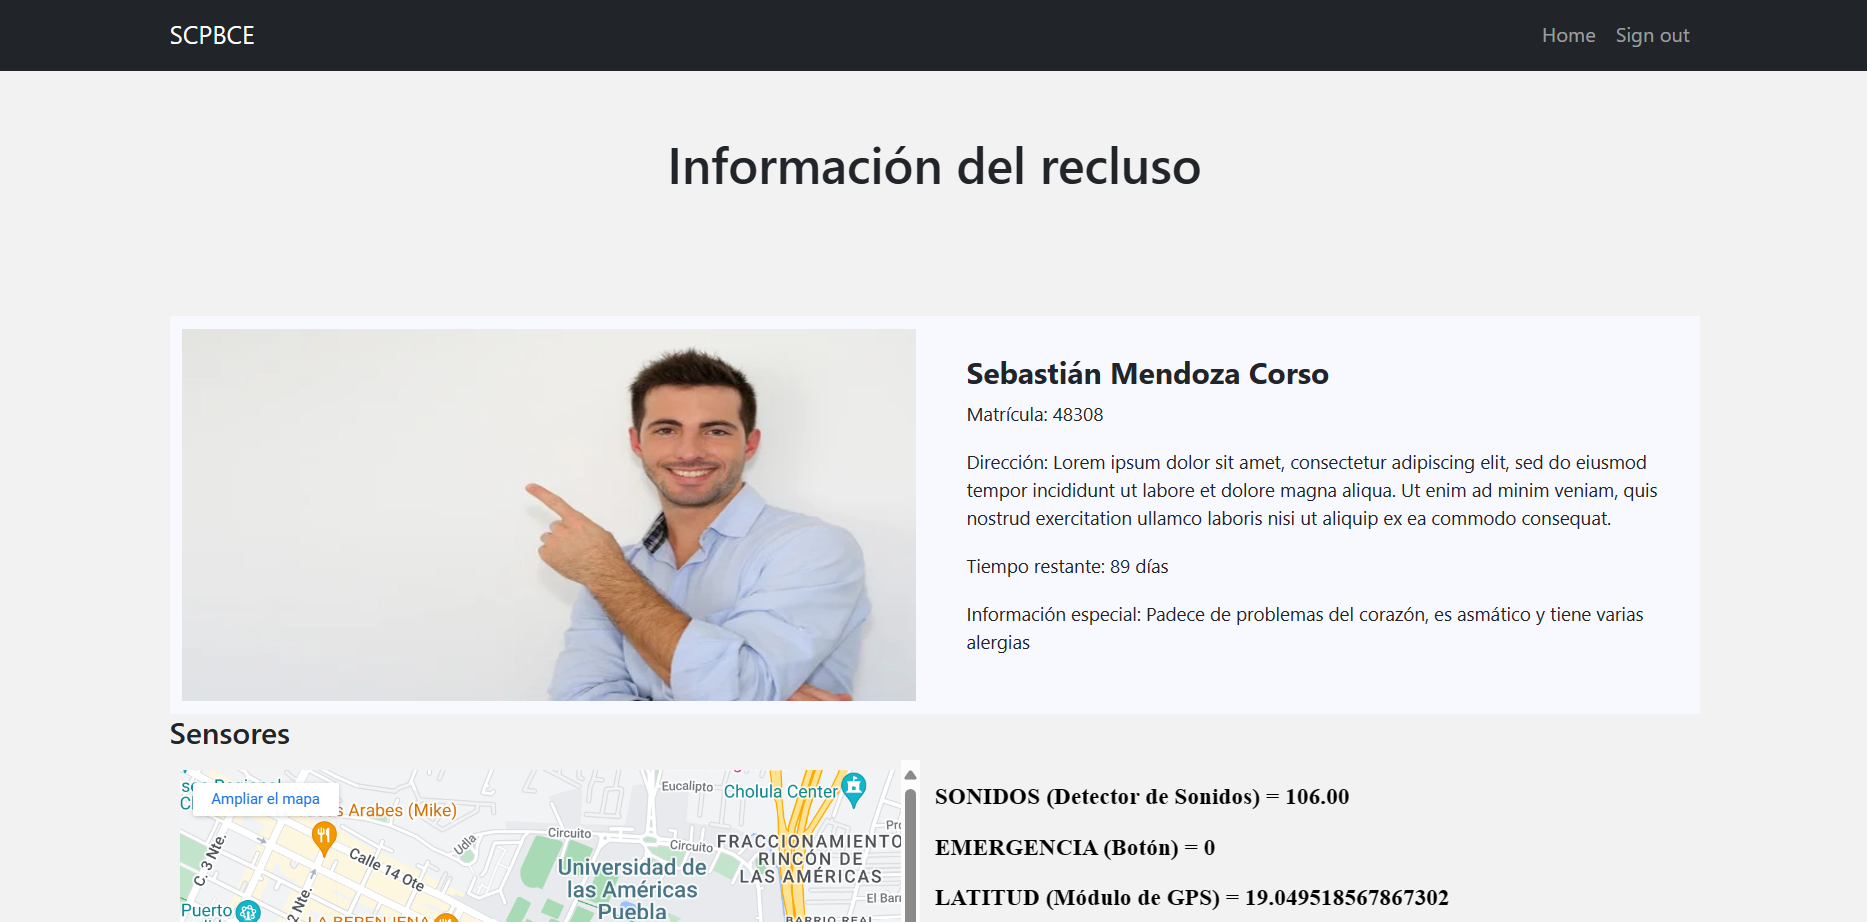 SCPBCE
Home Sign out
Información del recluso
Sebastián Mendoza Corso
Matrícula: 48308
Dirección: Lorem ipsum dolor sit amet, consectetur adipiscing elit, sed do eiusmod
tempor incididunt ut labore et dolore magna aliqua. Ut enim ad minim veniam, quis
nostrud exercitation ullamco laboris nisi ut aliquip ex ea commodo consequat.
Tiempo restante: 89 días
Información especial: Padece de problemas del corazón, es asmático y tiene varias
alergias
Sensores
Ampliar el mapa
Arabes (Mike)
Eucalipto
Cholula Center
Circuito
Circuito
Udla
C. 3 Nte.
Calle 14 Ote
2 Nte.
FRACCIONAMIENTO
RINCÓN DE
LAS AMÉRICAS
Universidad de
las Américas
Puebla
Puerto
LA BERENJENA
BARRIO REAL
SONIDOS (Detector de Sonidos) = 106.00
EMERGENCIA (Botón) = 0
LATITUD (Módulo de GPS) = 19.049518567867302